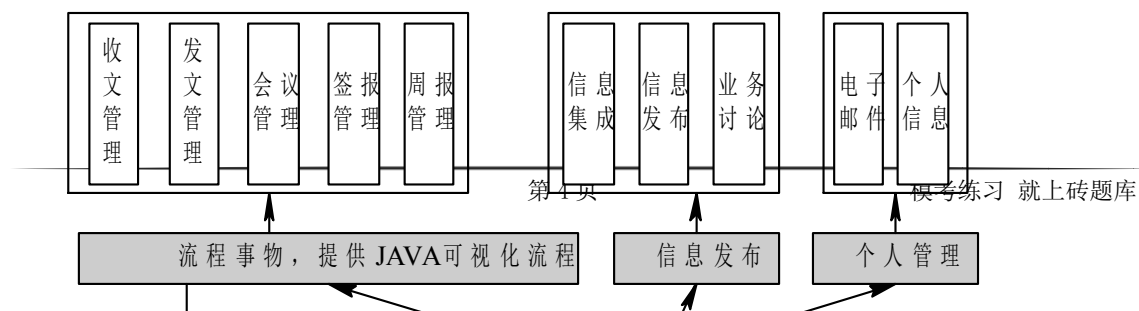 收文管理
发文管理
会议
管理
签报
管理
周报
管理
信息
集成
信息
发布
业务
讨论
电子
邮件
个人
信息
第4页
模考练习 就上砖题库
流程事物，提供JAVA可视化流程
信息发布
个人管理